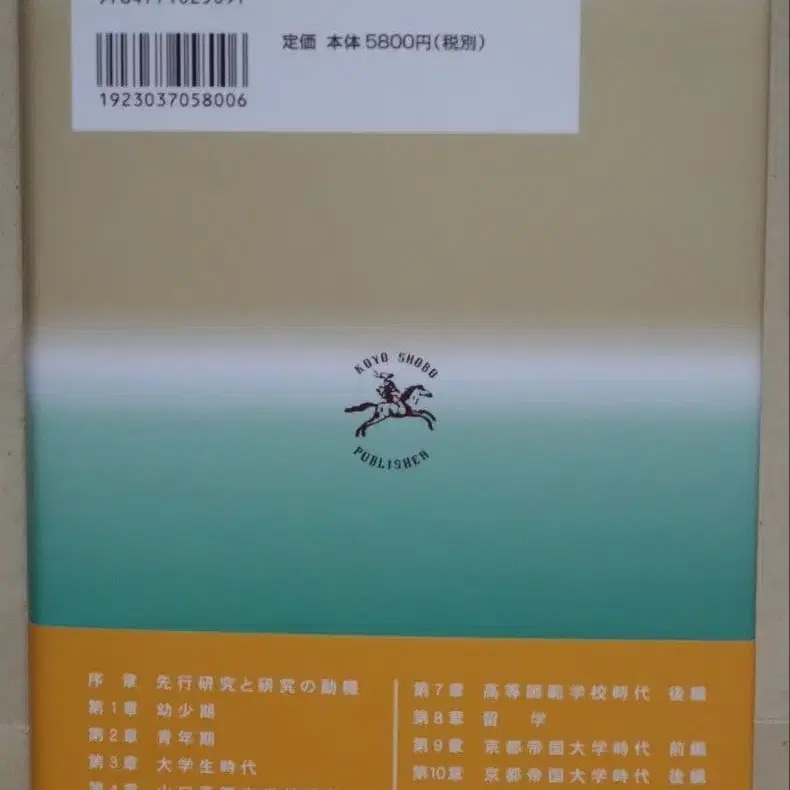 定価 本体5800円(税別)
1923037058006
KOYO SHOBO
PUBLISHER
序 章 先行研究と研究の動機
第1章 幼少期
第2章 青年期
第3章 大学生時代
第7章 高等師範学校時代 後編
第8章 留 学
第9章 京都帝国大学時代 前編
第10章 京都帝国大学時代 後編